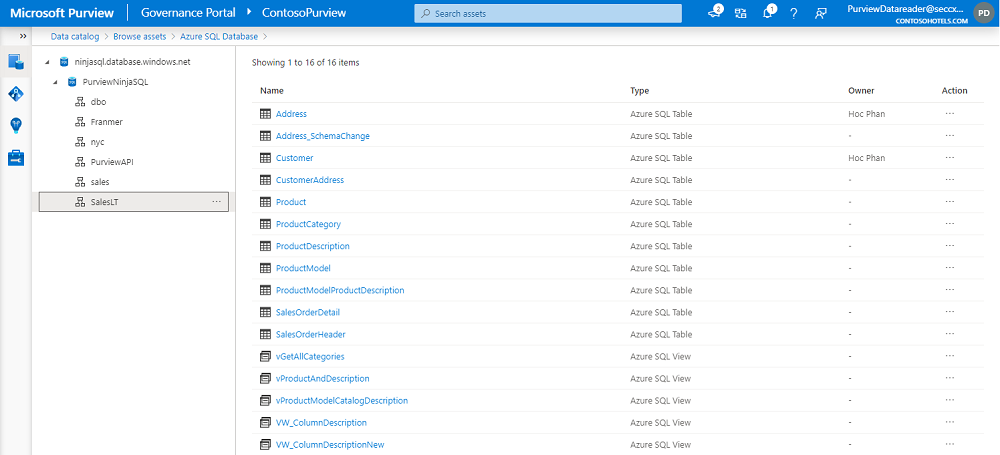 Microsoft Purview | Governance Portal > ContosoPurview
Search assets
2
1
PurviewDatareader@seccx...
CONTOSOHOTELS.COM
PD
Data catalog > Browse assets > Azure SQL Database >
ninjasql.database.windows.net
PurviewNinjaSQL
dbo
Franmer
nyc
PurviewAPI
sales
SalesLT ...
Showing 1 to 16 of 16 items
Name Type Owner Action
Address Azure SQL Table Hoc Phan ...
Address_SchemaChange Azure SQL Table - ...
Customer Azure SQL Table Hoc Phan ...
CustomerAddress Azure SQL Table - ...
Product Azure SQL Table - ...
ProductCategory Azure SQL Table - ...
ProductDescription Azure SQL Table - ...
ProductModel Azure SQL Table - ...
ProductModelProductDescription Azure SQL Table - ...
SalesOrderDetail Azure SQL Table - ...
SalesOrderHeader Azure SQL Table - ...
vGetAllCategories Azure SQL View - ...
vProductAndDescription Azure SQL View - ...
vProductModelCatalogDescription Azure SQL View - ...
VW_ColumnDescription Azure SQL View - ...
VW_ColumnDescriptionNew Azure SQL View - ...